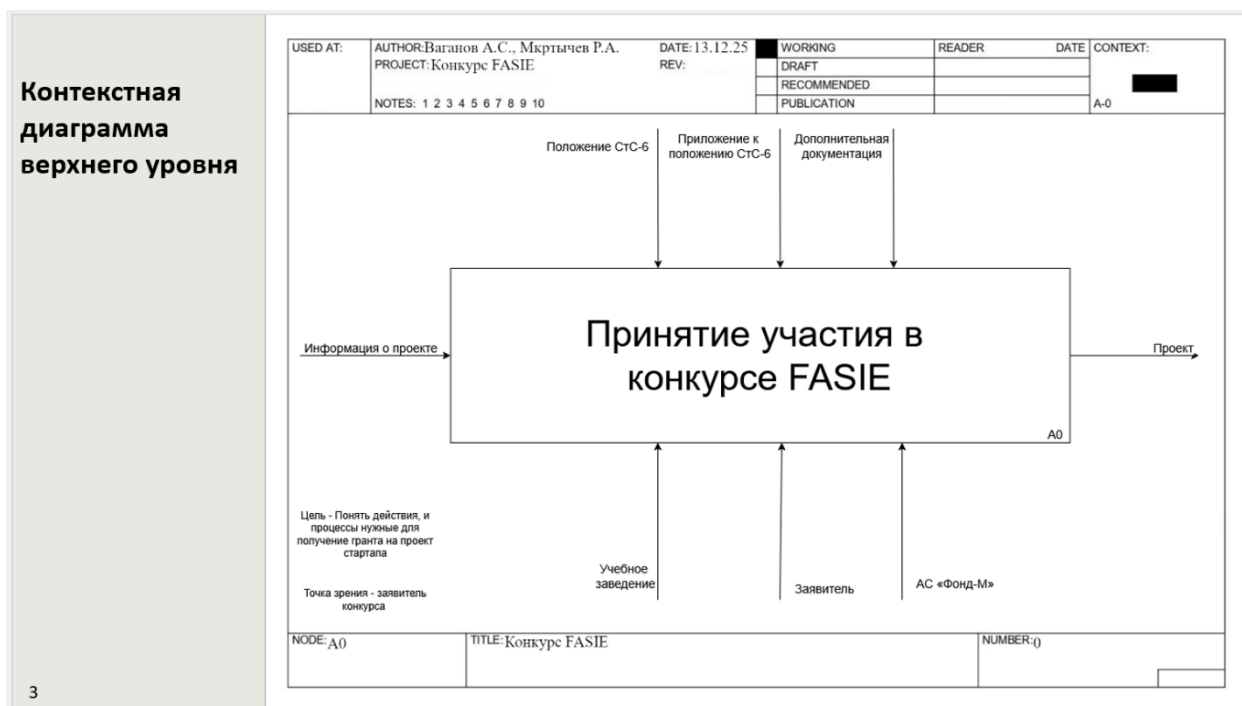 Контекстная
диаграмма
верхнего уровня
USED AT:
AUTHOR:Ваганов А.С., Мкртычев Р.А.
DATE:13.12.25
PROJECT:Конкурс FASIE
REV:
NOTES: 1 2 3 4 5 6 7 8 9 10
WORKING
DRAFT
RECOMMENDED
PUBLICATION
READER DATE
CONTEXT:
A-0
Положение СтС-6
Приложение к
положению СтС-6
Дополнительная
документация
Информация о проекте
Принятие участия в
конкурсе FASIE
A0
Проект
Цель - Понять действия, и
процессы нужные для
получение гранта на проект
стартапа
Точка зрения - заявитель
конкурса
Учебное
заведение
Заявитель
АС «Фонд-М»
NODE:A0
TITLE:Конкурс FASIE
NUMBER:0
3